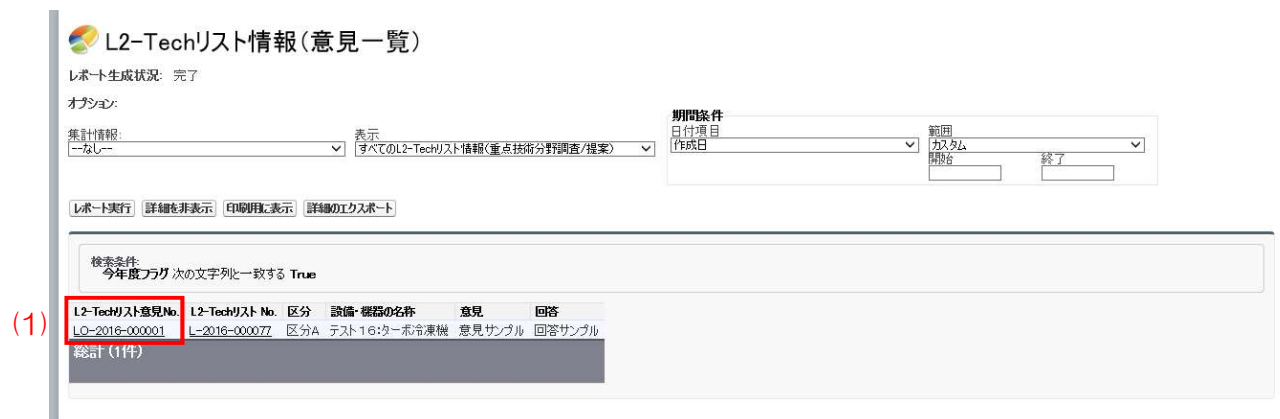 L2-Techリスト情報(意見一覧)
レポート生成状況: 完了
オプション:
集計情報:
--なし--
表示
すべてのL2-Techリスト情報(重点技術分野調査/提案)
期間条件
日付項目
作成日
範囲
カスタム
開始 終了
レポート実行 詳細を非表示 印刷用に表示 詳細のエクスポート
検索条件:
今年度フラグ 次の文字列と一致する True
(1)
L2-Techリスト意見No. L2-Techリスト No. 区分 設備・機器の名称 意見 回答
LO-2016-000001 L-2016-000077 区分A テスト16:ターボ冷凍機 意見サンプル 回答サンプル
総計 (1件)